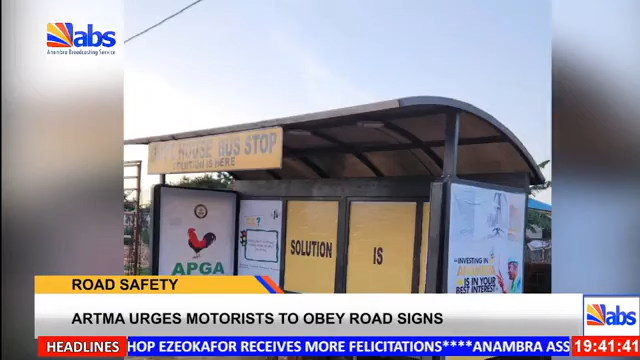 abs
Anambra Broadcasting Service
HOUSE BUS STOP
SOLUTION IS HERE
APGA
SOLUTION
IS
INVESTING IN
IS IN YOUR
BEST INTEREST
ROAD SAFETY
ARTMA URGES MOTORISTS TO OBEY ROAD SIGNS
abs
HEADLINES
HOP EZEOKAFOR RECEIVES MORE FELICITATIONS****ANAMBRA ASS
19:41:41